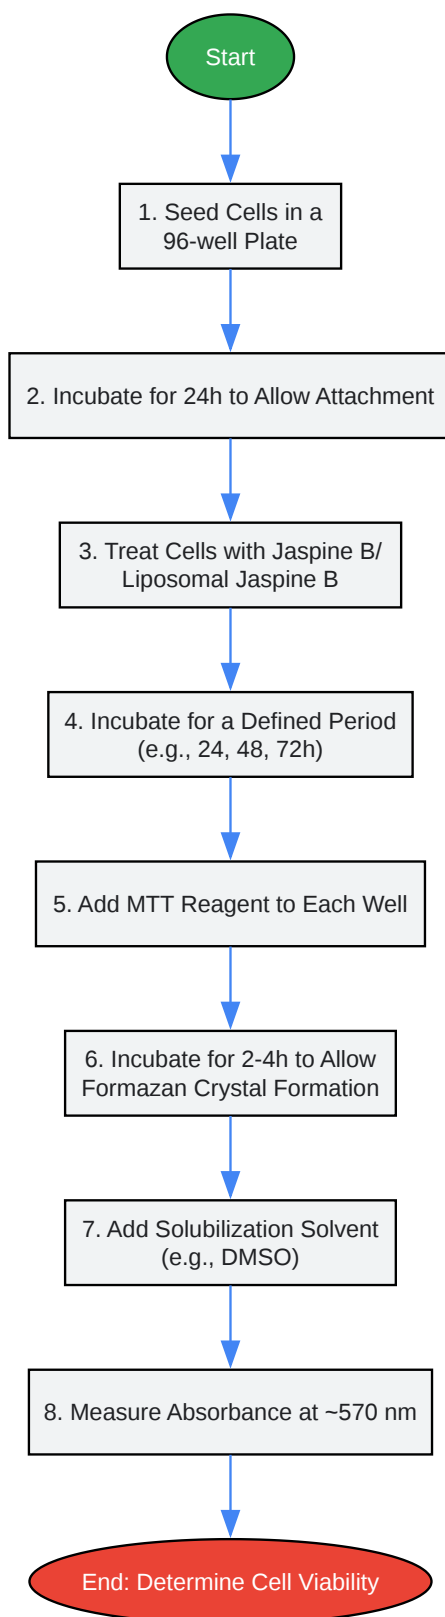 Start
1. Seed Cells in a
96-well Plate
2. Incubate for 24h to Allow Attachment
3. Treat Cells with Jaspine B/
Liposomal Jaspine B
4. Incubate for a Defined Period
(e.g., 24, 48, 72h)
5. Add MTT Reagent to Each Well
6. Incubate for 2-4h to Allow
Formazan Crystal Formation
7. Add Solubilization Solvent
(e.g., DMSO)
8. Measure Absorbance at ~570 nm
End: Determine Cell Viability